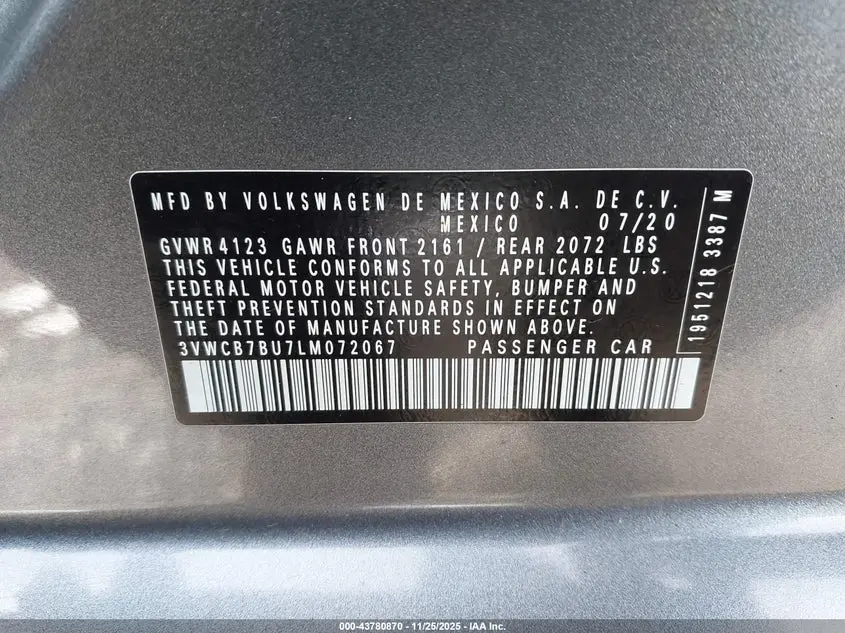 MFD BY VOLKSWAGEN DE MEXICO S.A. DE C.V.
MEXICO 07/20
GVWR 4123 GAWR FRONT 2161 / REAR 2072 LBS
THIS VEHICLE CONFORMS TO ALL APPLICABLE U.S.
FEDERAL MOTOR VEHICLE SAFETY, BUMPER AND
THEFT PREVENTION STANDARDS IN EFFECT ON
THE DATE OF MANUFACTURE SHOWN ABOVE.
3VWCB7BU7LM072067 PASSENGER CAR
1951218 3387 M
000-43780870 - 11/25/2025 - IAA Inc.